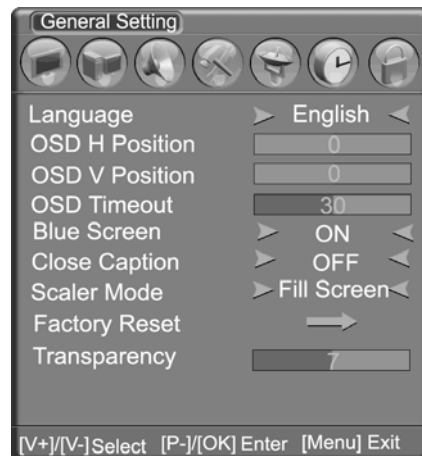 General Setting
Language English
OSD H Position 0
OSD V Position 0
OSD Timeout 30
Blue Screen ON
Close Caption OFF
Scaler Mode Fill Screen
Factory Reset
Transparency 7
[V+]/[V-] Select [P-]/[OK] Enter [Menu] Exit